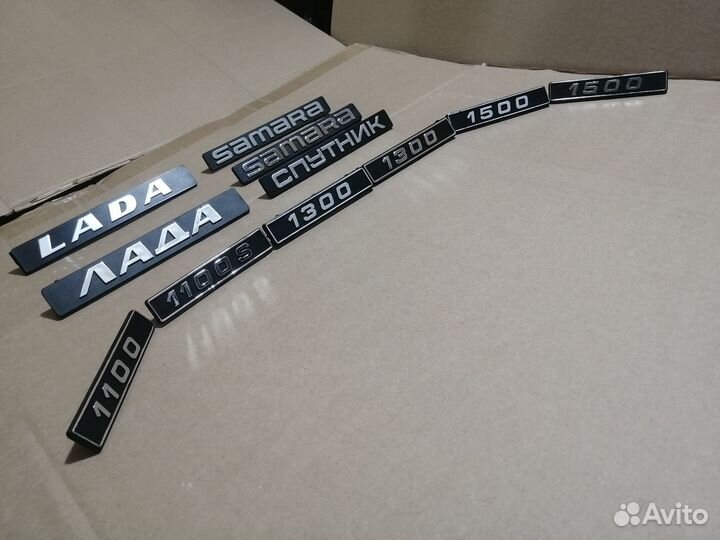 samara
samara
СПУТНИК
LADA
ЛАДА
1100
1100S
1300
1300
1500
1500
Avito